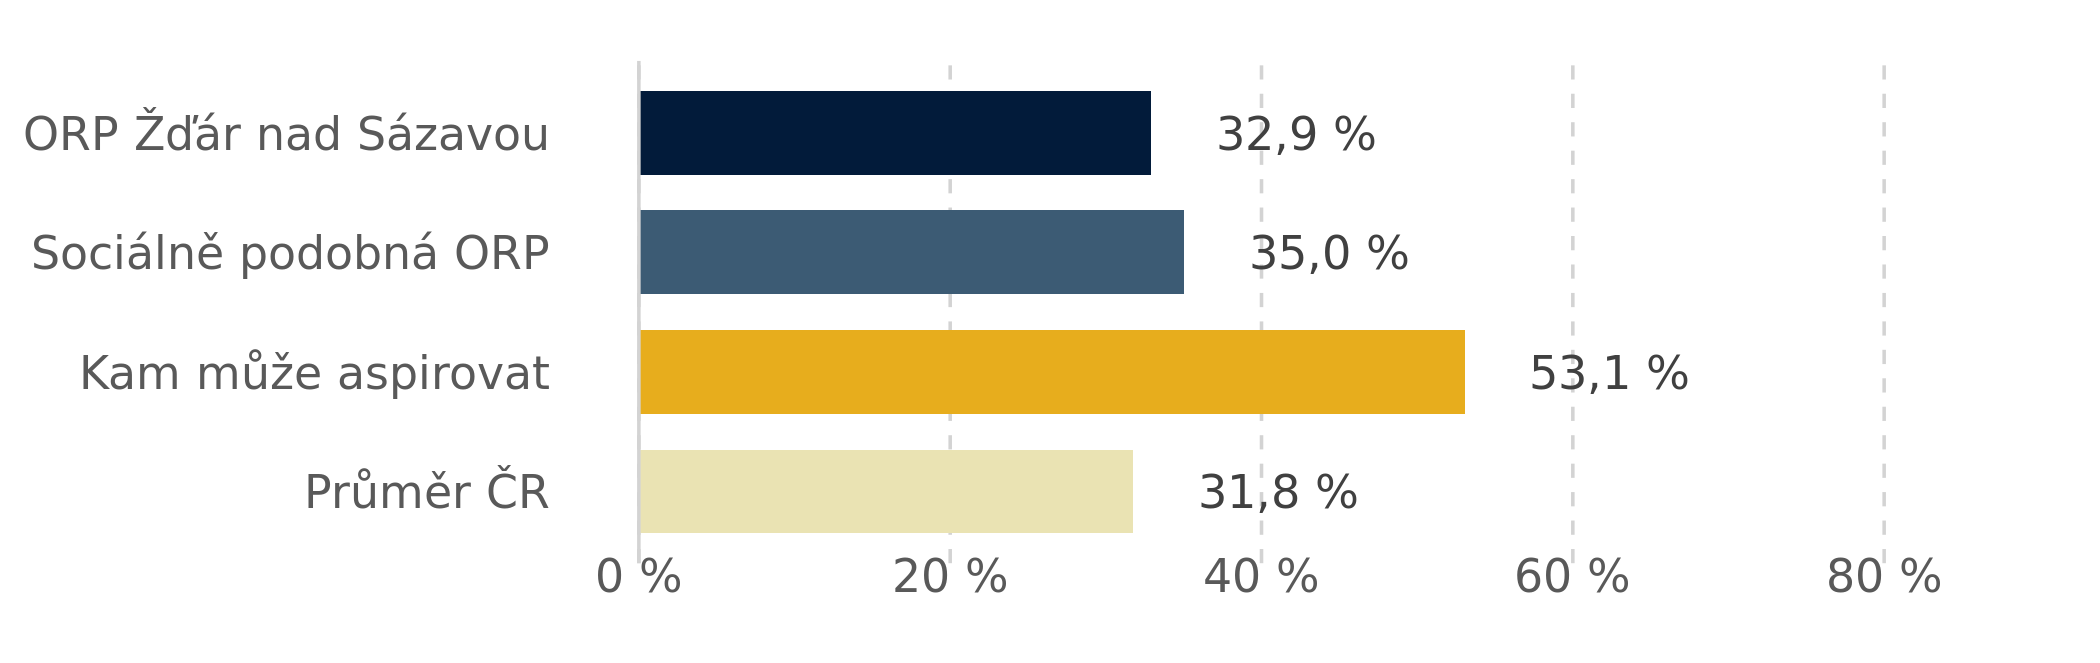 ORP Žďár nad Sázavou 32,9 %
Sociálně podobná ORP 35,0 %
Kam může aspirovat 53,1 %
Průměr ČR 31,8 %
0 % 20 % 40 % 60 % 80 %